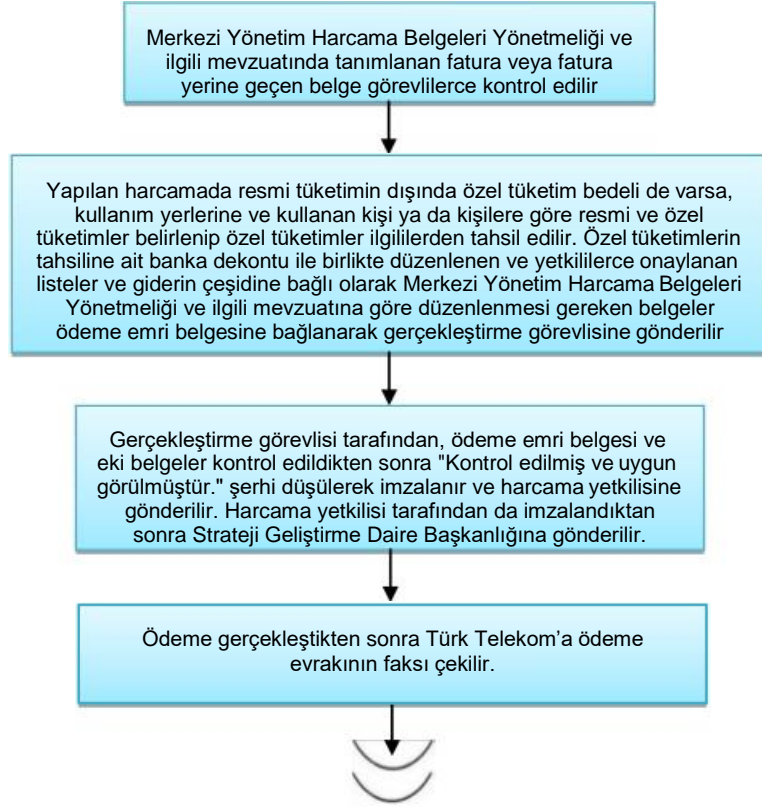 Merkezi Yönetim Harcama Belgeleri Yönetmeliği ve
ilgili mevzuatında tanımlanan fatura veya fatura
yerine geçen belge görevlilerce kontrol edilir
Yapılan harcamada resmi tüketimin dışında özel tüketim bedeli de varsa,
kullanım yerlerine ve kullanan kişi ya da kişilere göre resmi ve özel
tüketimler belirlenip özel tüketimler ilgililerden tahsil edilir. Özel tüketimlerin
tahsiline ait banka dekontu ile birlikte düzenlenen ve yetkililerce onaylanan
listeler ve giderin çeşidine bağlı olarak Merkezi Yönetim Harcama Belgeleri
Yönetmeliği ve ilgili mevzuatına göre düzenlenmesi gereken belgeler
ödeme emri belgesine bağlanarak gerçekleştirme görevlisine gönderilir
Gerçekleştirme görevlisi tarafından, ödeme emri belgesi ve
eki belgeler kontrol edildikten sonra "Kontrol edilmiş ve uygun
görülmüştür." şerhi düşülerek imzalanır ve harcama yetkilisine
gönderilir. Harcama yetkilisi tarafından da imzalandıktan
sonra Strateji Geliştirme Daire Başkanlığına gönderilir.
Ödeme gerçekleştikten sonra Türk Telekom’a ödeme
evrakının faksı çekilir.